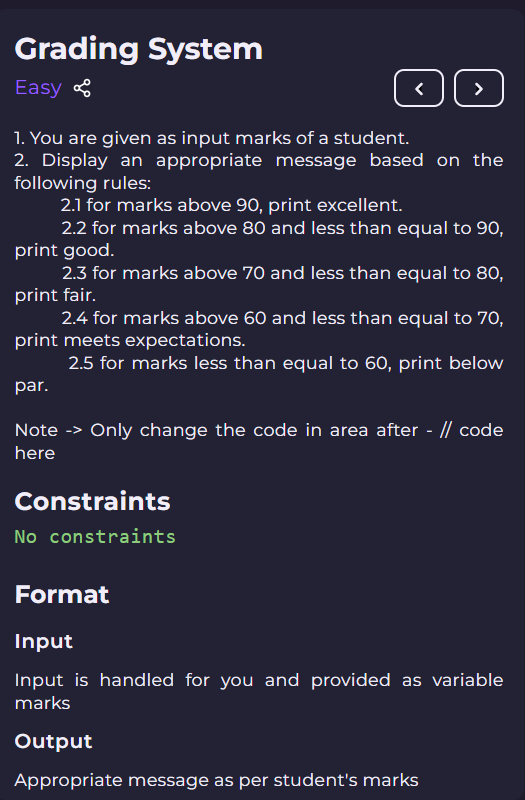 Grading System
Easy
1. You are given as input marks of a student.
2. Display an appropriate message based on the
following rules:
2.1 for marks above 90, print excellent.
2.2 for marks above 80 and less than equal to 90,
print good.
2.3 for marks above 70 and less than equal to 80,
print fair.
2.4 for marks above 60 and less than equal to 70,
print meets expectations.
2.5 for marks less than equal to 60, print below
par.
Note -> Only change the code in area after - // code
here
Constraints
No constraints
Format
Input
Input is handled for you and provided as variable
marks
Output
Appropriate message as per student's marks